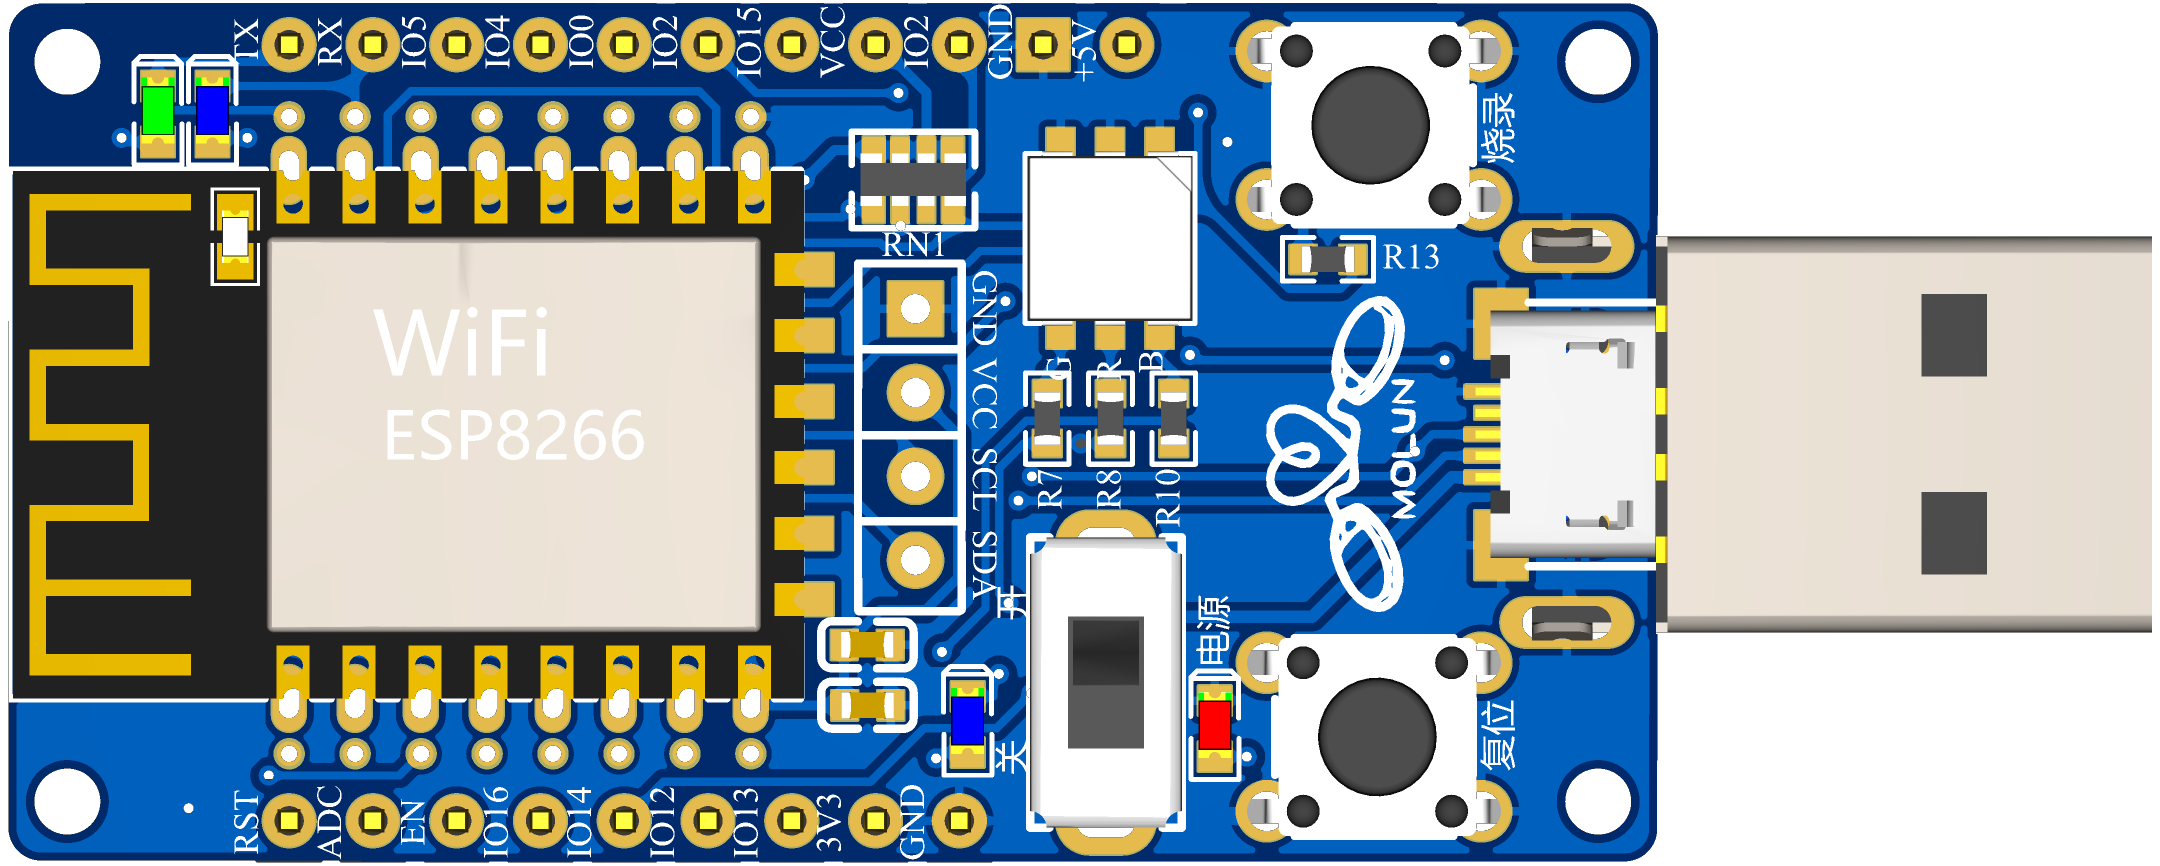 TX
RX
IO5
IO4
IO0
IO2
IO15
VCC
IO2
GND
+5V
烧录
RN1
R13
WiFi
ESP8266
GND
VCC
SCL
SDA
G
R
B
R7
R8
R10
MOLUN
开
关
电源
复位
RST
ADC
EN
IO16
IO14
IO12
IO13
3V3
GND